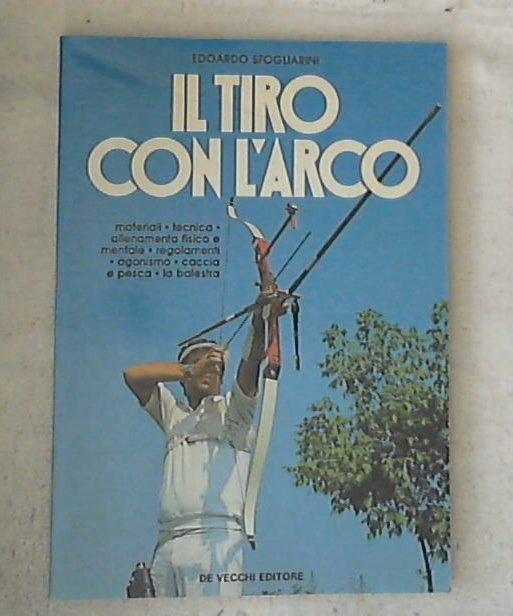 EDOARDO SFOGLIARINI
IL TIRO
CON L'ARCO
materiali • tecnica •
allenamento fisico e
mentale • regolamenti
• agonismo • caccia
e pesca • la balestra
DE VECCHI EDITORE